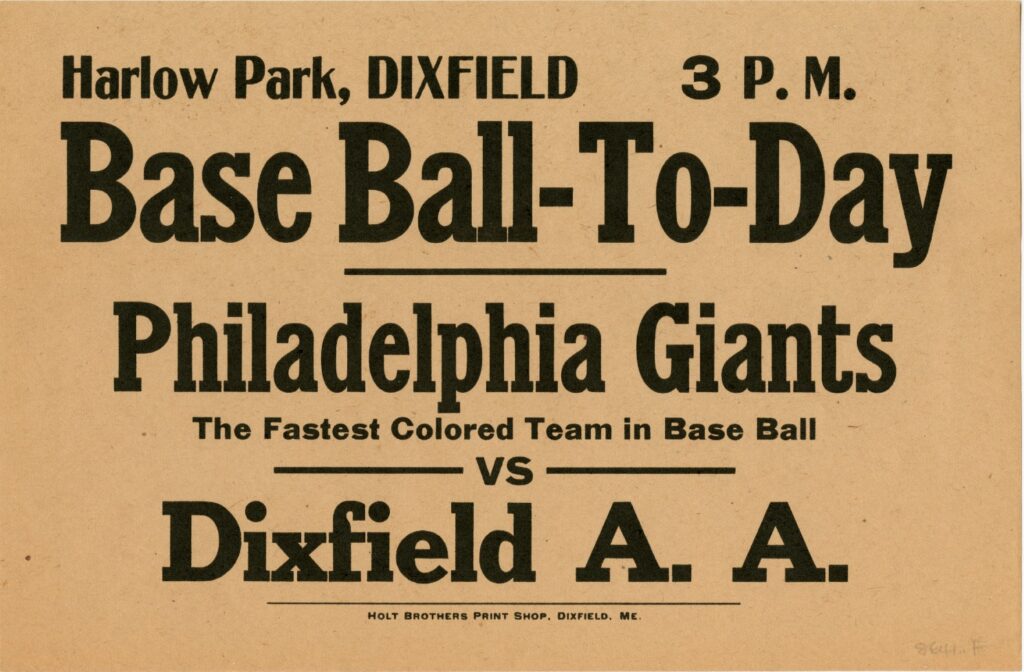 Harlow Park, DIXFIELD 3 P. M.
Base Ball-To-Day
Philadelphia Giants
The Fastest Colored Team in Base Ball
VS
Dixfield A. A.
HOLT BROTHERS PRINT SHOP, DIXFIELD, ME.